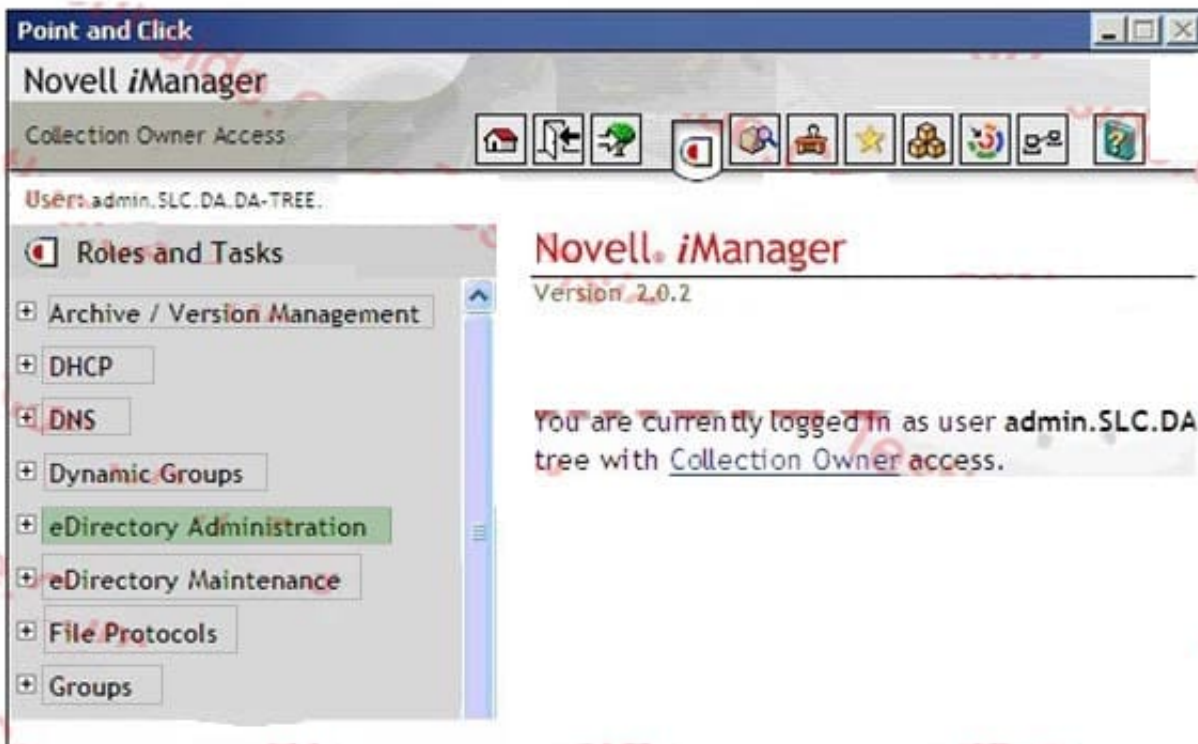 Point and Click
Novell iManager
Collection Owner Access
User: admin.SLC.DA.DA-TREE.
Roles and Tasks
Archive / Version Management
DHCP
DNS
Dynamic Groups
eDirectory Administration
eDirectory Maintenance
File Protocols
Groups
Novell® iManager
Version 2.0.2
You are currently logged in as user admin.SLC.DA
tree with Collection Owner access.